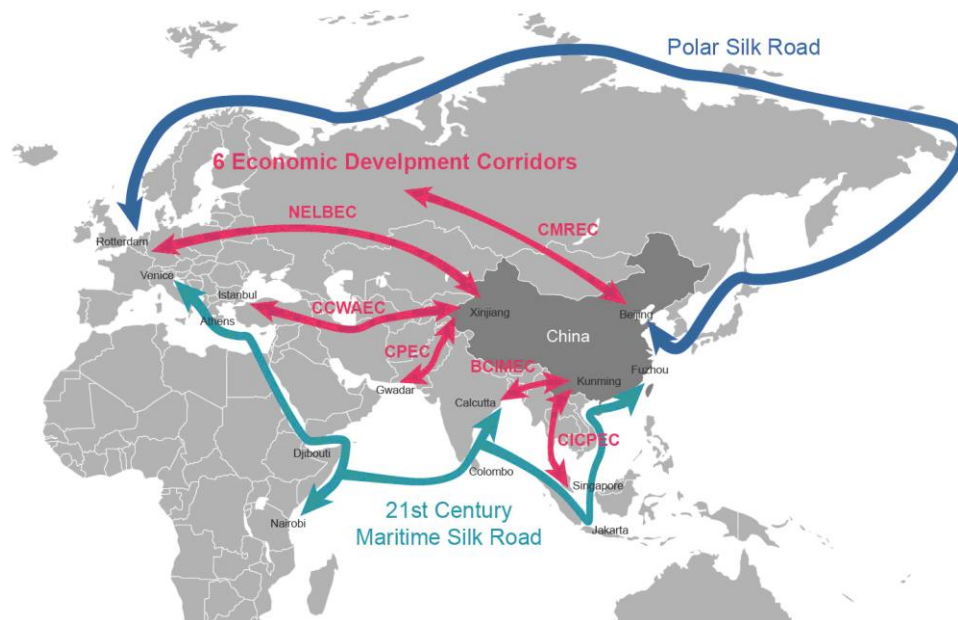 Polar Silk Road
6 Economic Develpment Corridors
NELBEC
CMREC
Rotterdam
Venice
Istanbul
Athens
CCWAEC
Xinjiang
Beijing
China
CPEC
BCIMEC
Fuzhou
Kunming
Gwadar
Calcutta
CICPEC
Djibouti
Colombo
Singapore
Nairobi
21st Century
Maritime Silk Road
Jakarta